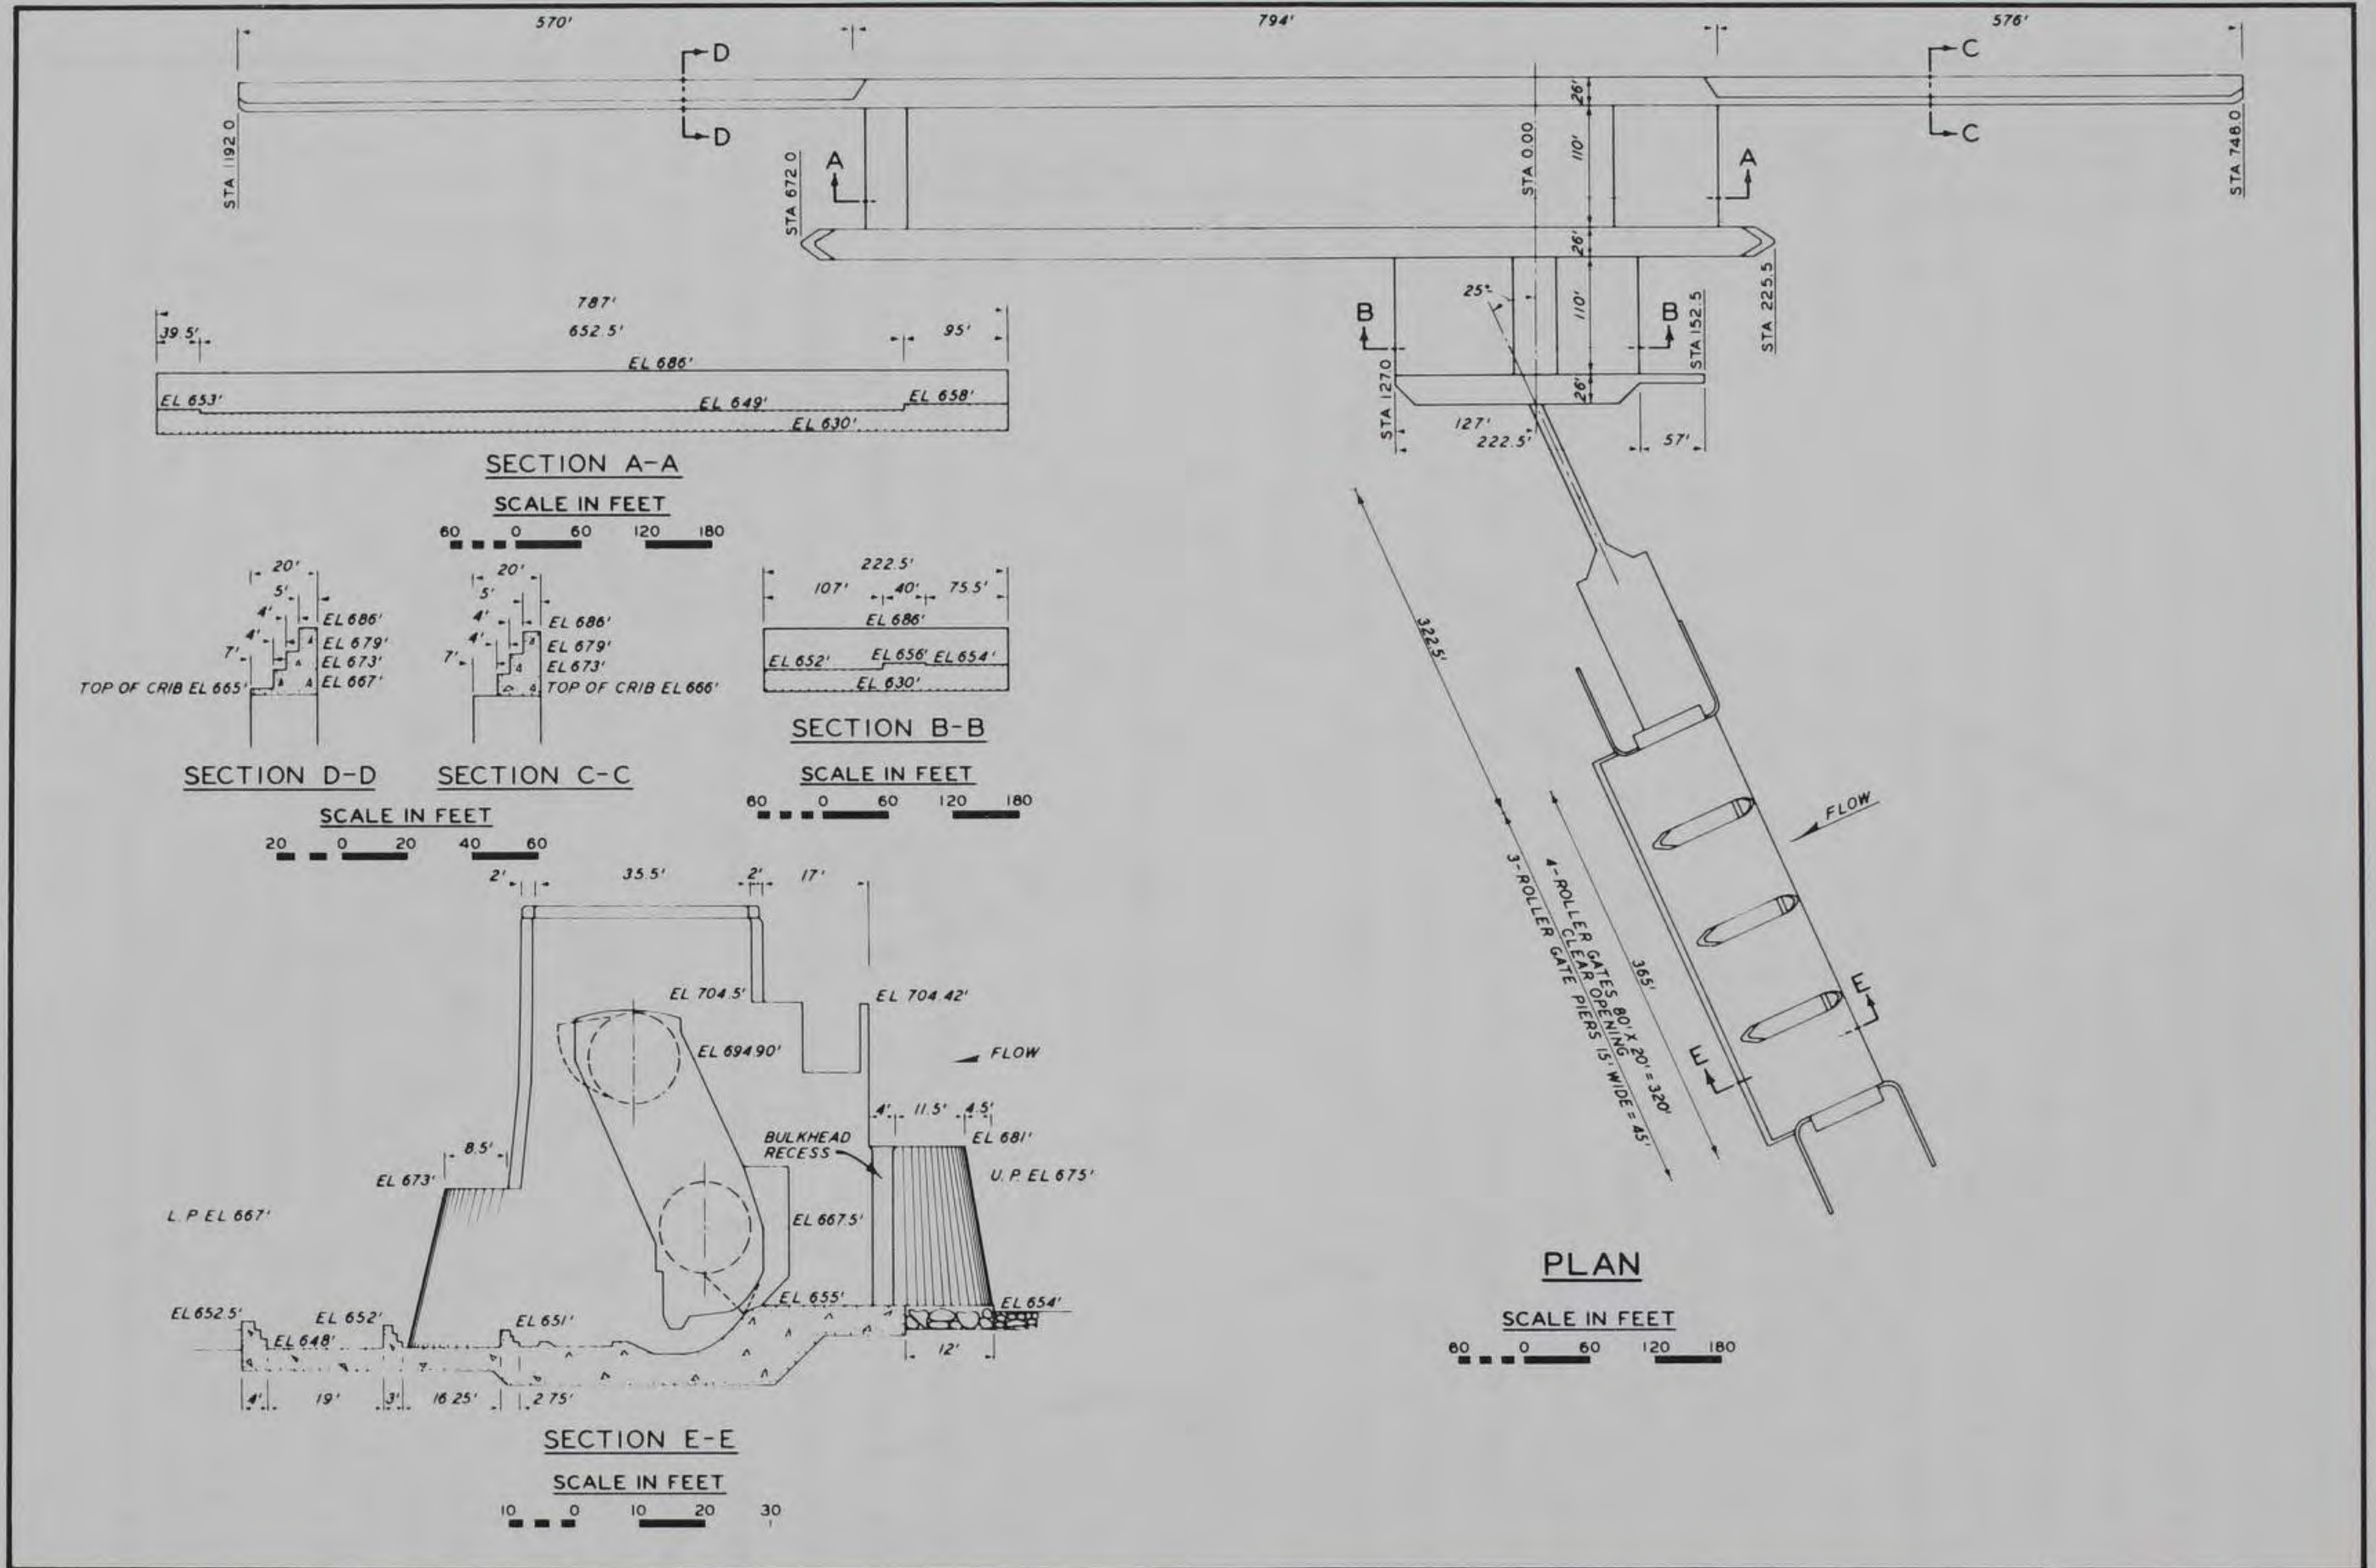 570'
794'
576'
D
D
C
C
STA 1192.0
STA 672.0
A
STA 0.00
26'
110'
26'
110'
26'
A
STA 748.0
STA 225.5
STA 152.5
STA 127.0
B
25°
B
127'
222.5'
57'
787'
39.5'
652.5'
95'
EL 686'
EL 653'
EL 649'
EL 658'
EL 630'
SECTION A-A
SCALE IN FEET
60 0 60 120 180
20'
5'
4'
4'
7'
EL 686'
EL 679'
EL 673'
EL 667'
TOP OF CRIB EL 665'
SECTION D-D
20'
5'
4'
4'
7'
EL 686'
EL 679'
EL 673'
TOP OF CRIB EL 666'
SECTION C-C
SCALE IN FEET
20 0 20 40 60
222.5'
107'
40'
75.5'
EL 686'
EL 652'
EL 656'
EL 654'
EL 630'
SECTION B-B
SCALE IN FEET
60 0 60 120 180
2'
35.5'
2'
17'
EL 704.5'
EL 704.42'
EL 694.90'
FLOW
4'
11.5'
4.5'
BULKHEAD
RECESS
EL 681'
U.P. EL 675'
8.5'
EL 673'
L.P EL 667'
EL 667.5'
EL 655'
EL 654'
EL 652.5'
EL 652'
EL 651'
EL 648'
12'
4'
19'
3'
16.25'
2.75'
SECTION E-E
SCALE IN FEET
10 0 10 20 30
322.5'
365'
4-ROLLER GATES 80' X 20' = 320'
CLEAR OPENING
3-ROLLER GATE PIERS 15' WIDE = 45'
FLOW
E
E
PLAN
SCALE IN FEET
60 0 60 120 180